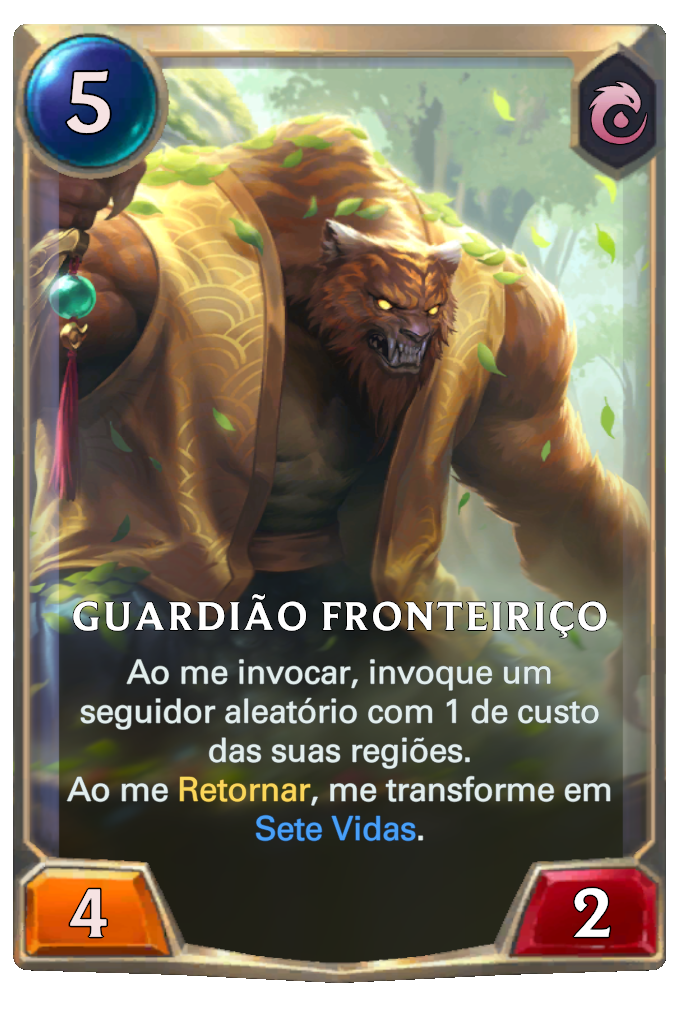 5
GUARDIÃO FRONTEIRIÇO
Ao me invocar, invoque um
seguidor aleatório com 1 de custo
das suas regiões.
Ao me Retornar, me transforme em
Sete Vidas.
4
2